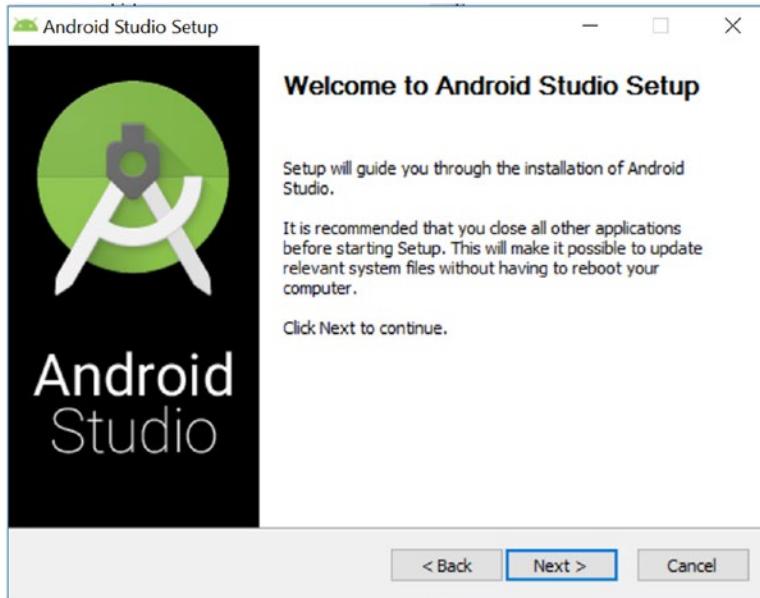 Android Studio Setup
Welcome to Android Studio Setup
Setup will guide you through the installation of Android
Studio.
It is recommended that you close all other applications
before starting Setup. This will make it possible to update
relevant system files without having to reboot your
computer.
Click Next to continue.
Android
Studio
< Back
Next >
Cancel